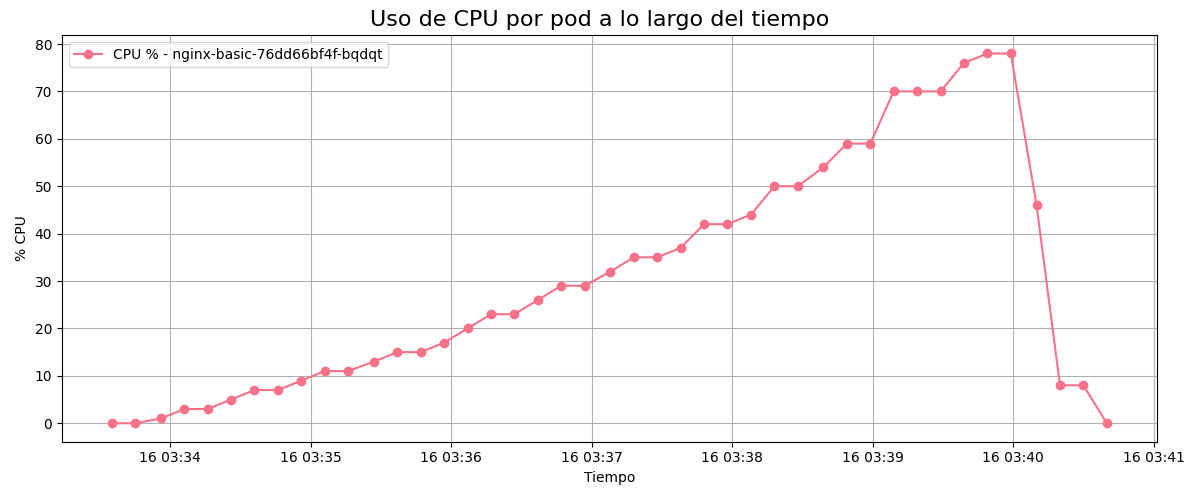 Uso de CPU por pod a lo largo del tiempo
CPU % - nginx-basic-76dd66bf4f-bqdqt
% CPU
80
70
60
50
40
30
20
10
0
16 03:34 16 03:35 16 03:36 16 03:37 16 03:38 16 03:39 16 03:40 16 03:41
Tiempo